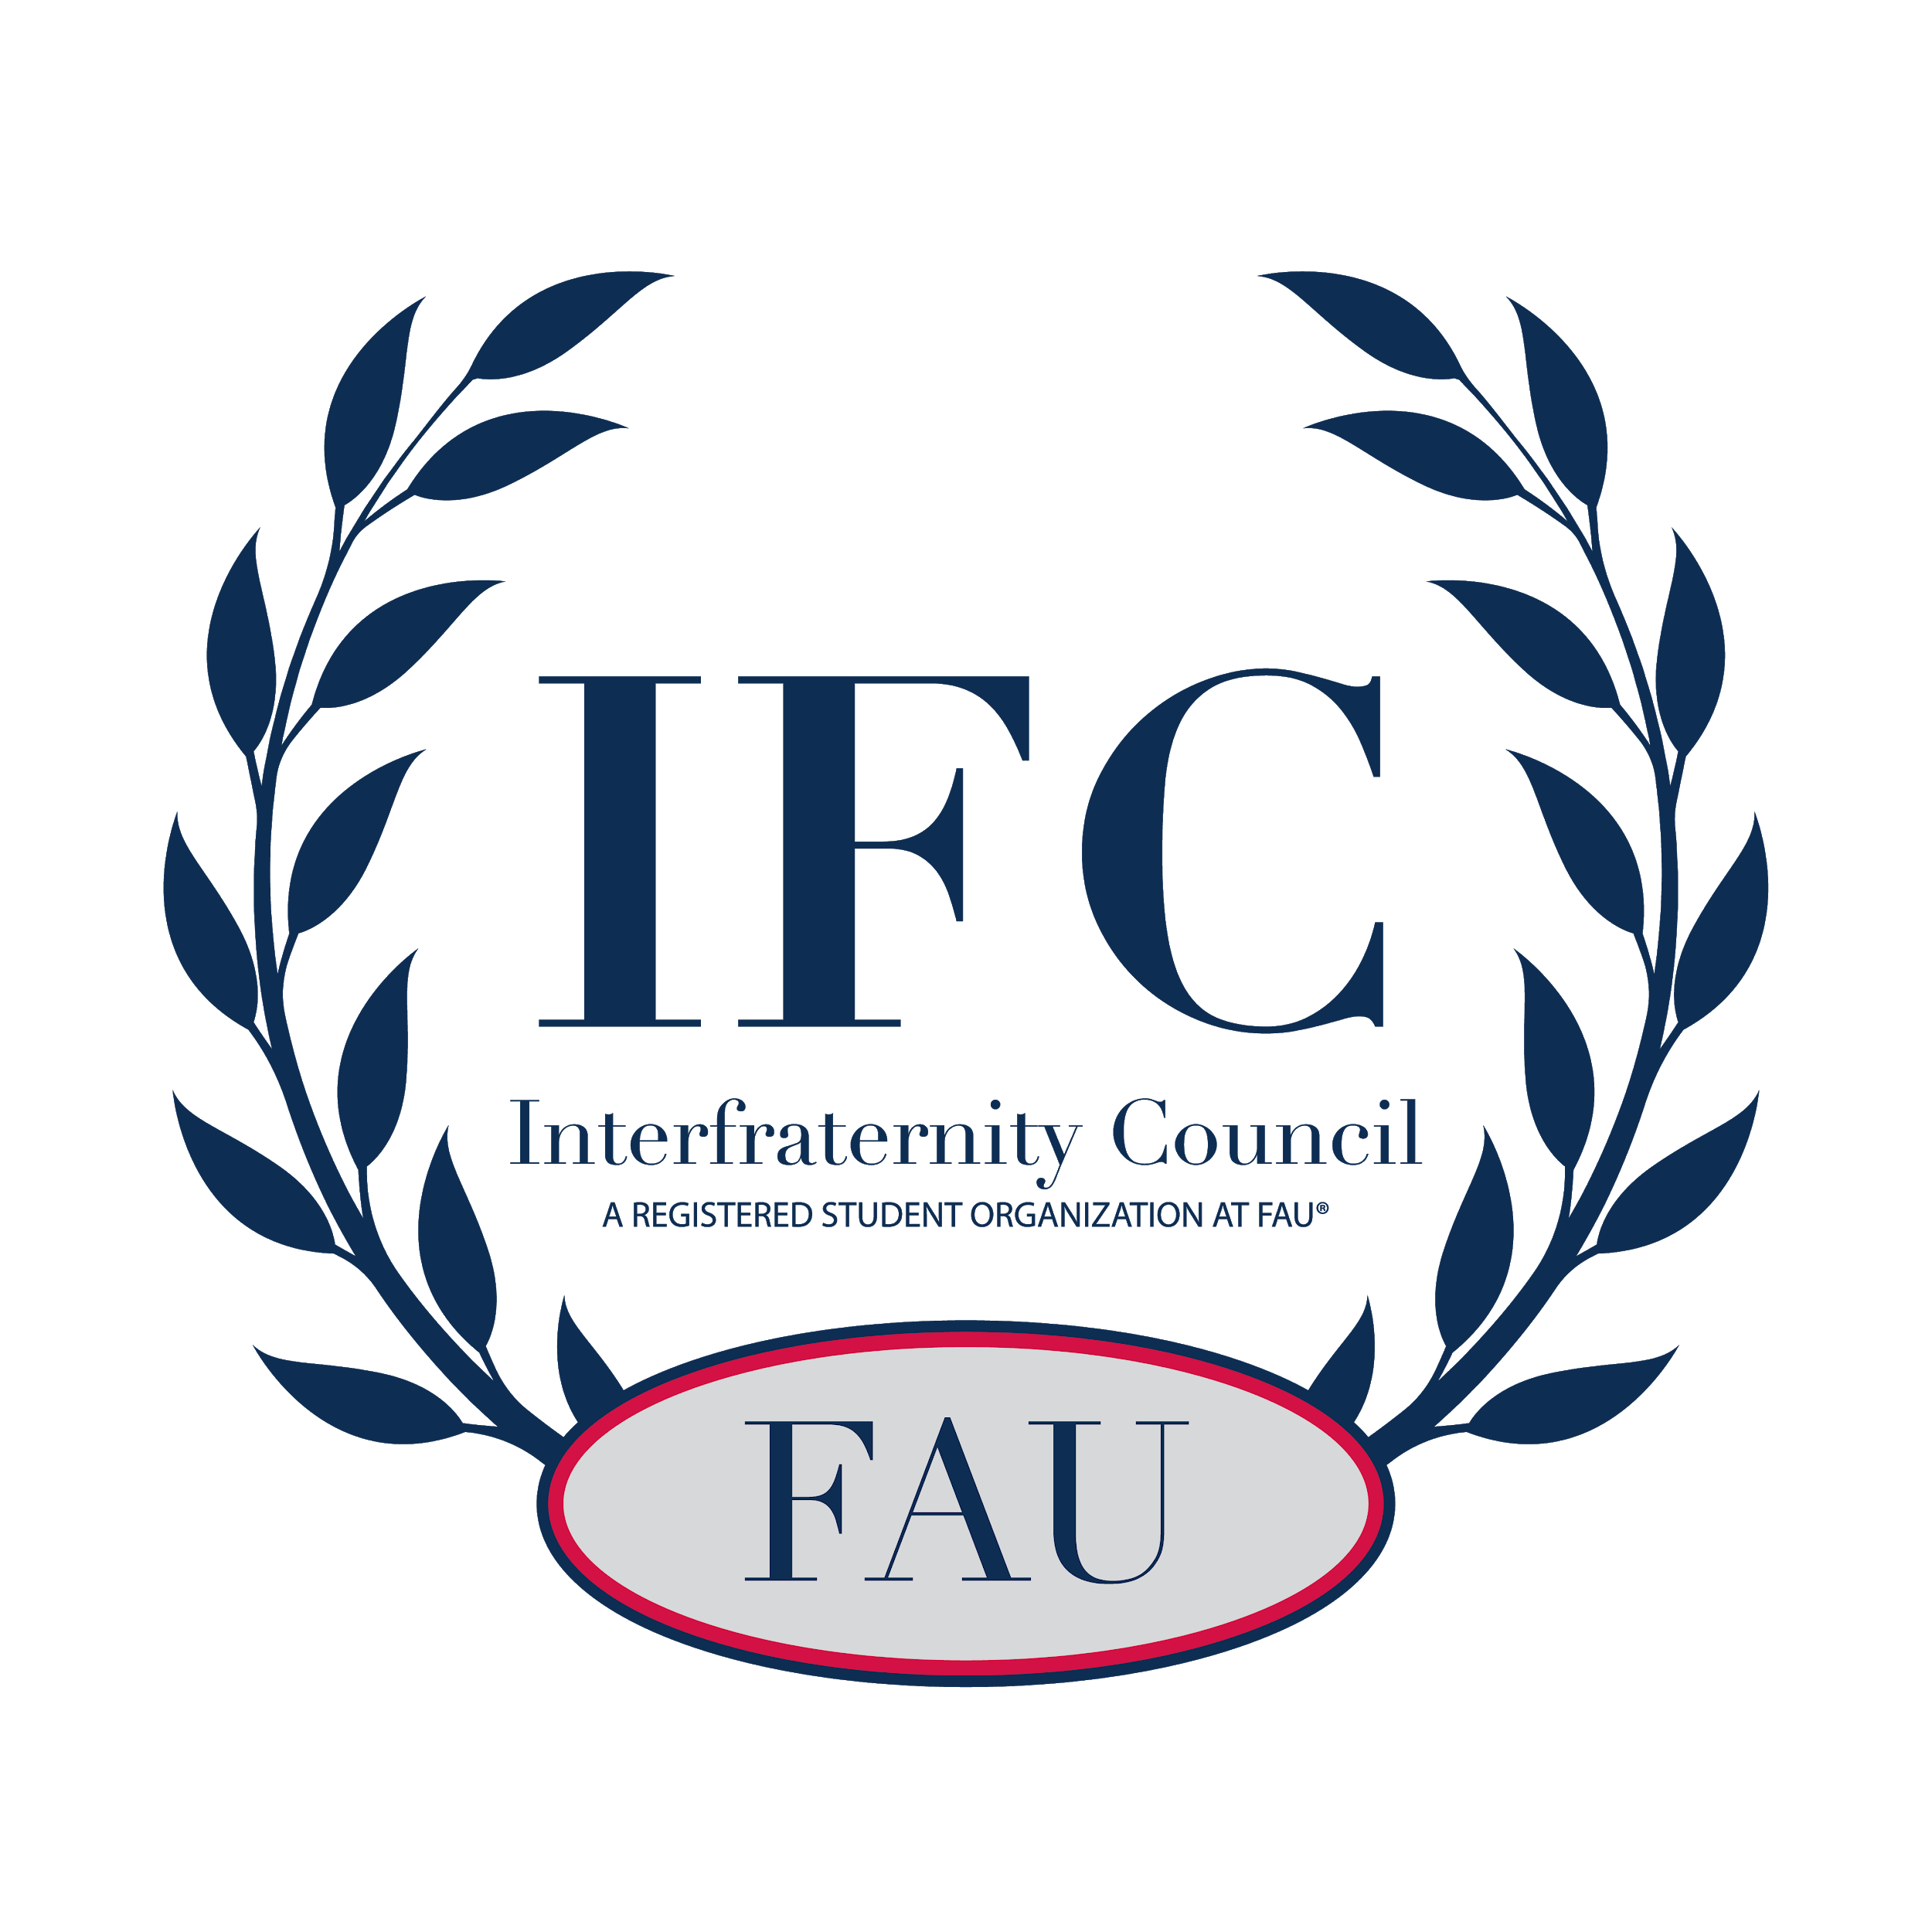 IFC
Interfraternity Council
A REGISTERED STUDENT ORGANIZATION AT FAU®
FAU